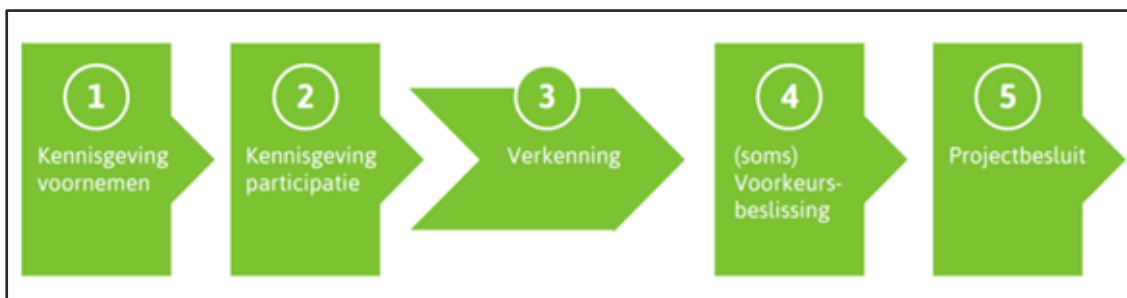 1
Kennisgeving
voornemen
2
Kennisgeving
participatie
3
Verkenning
4
(soms)
Voorkeurs-
beslissing
5
Projectbesluit